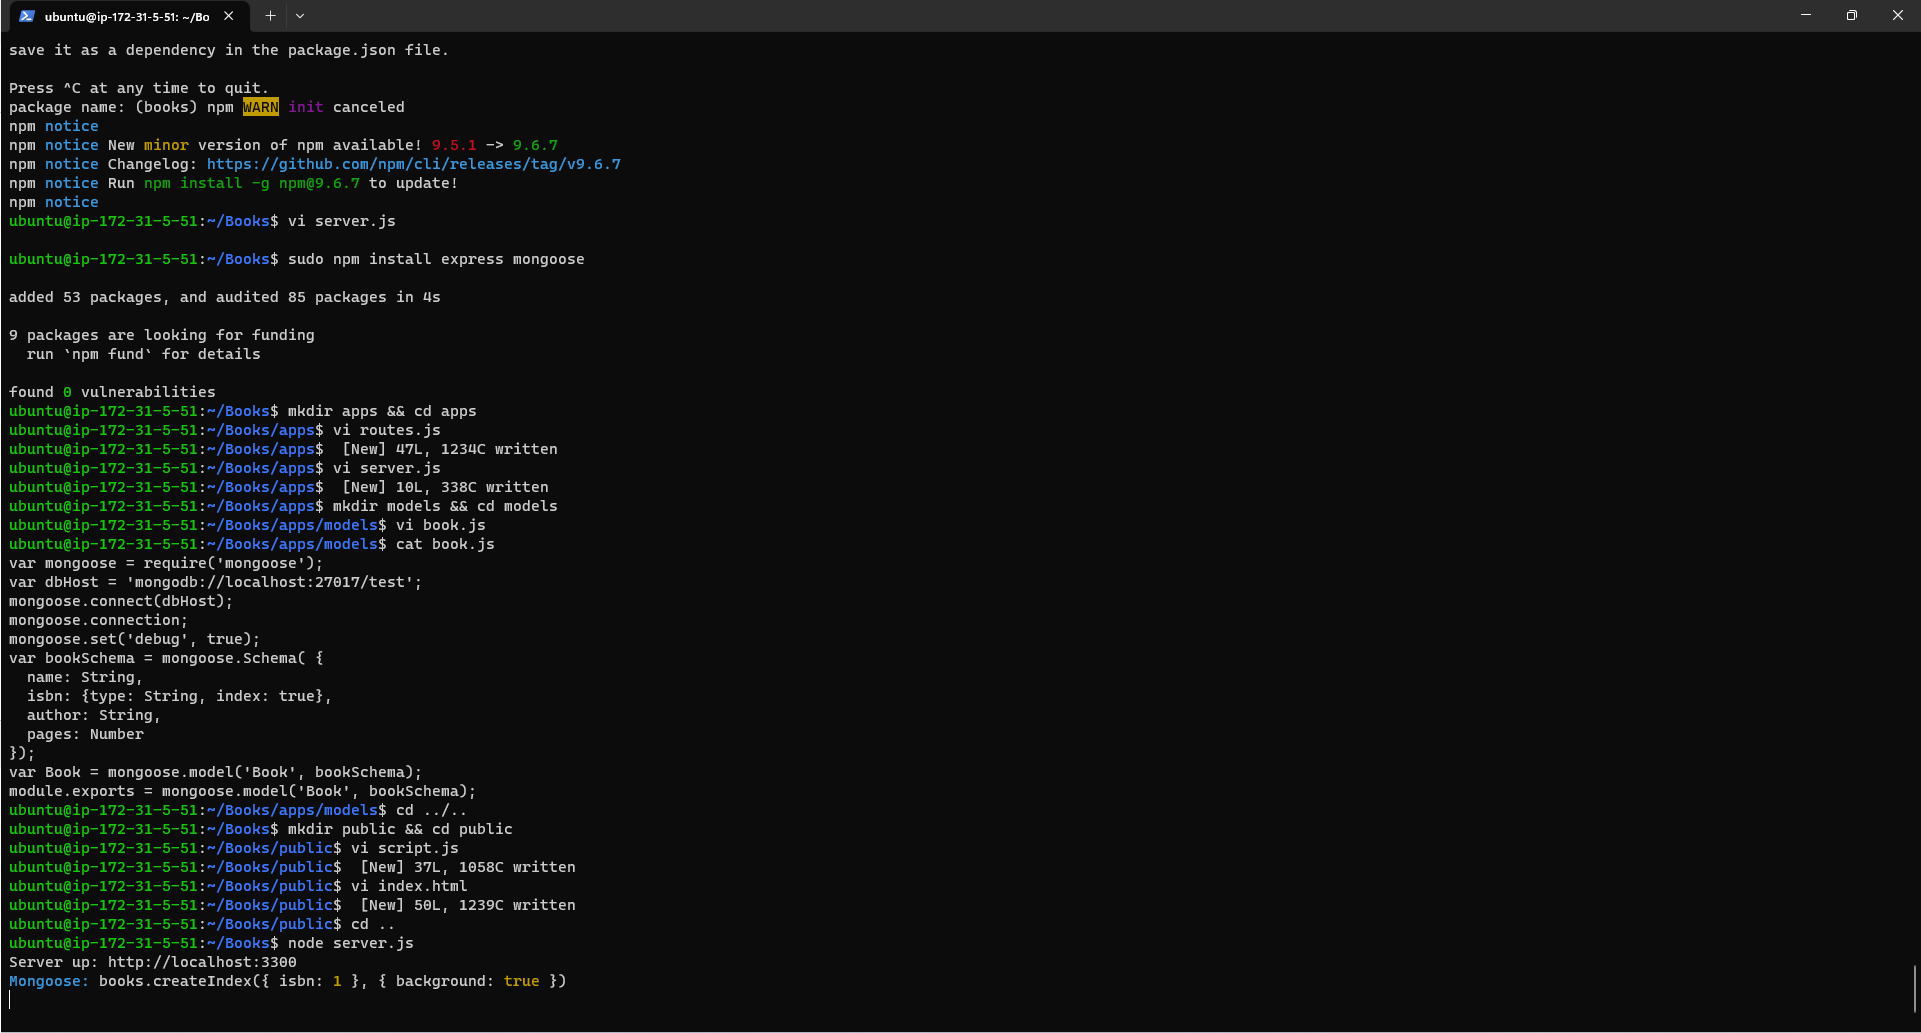 ubuntu@ip-172-31-5-51: ~/Bo
save it as a dependency in the package.json file.
Press ^C at any time to quit.
package name: (books) npm WARN init canceled
npm notice
npm notice New minor version of npm available! 9.5.1 -> 9.6.7
npm notice Changelog: https://github.com/npm/cli/releases/tag/v9.6.7
npm notice Run npm install -g npm@9.6.7 to update!
npm notice
ubuntu@ip-172-31-5-51:~/Books$ vi server.js
ubuntu@ip-172-31-5-51:~/Books$ sudo npm install express mongoose
added 53 packages, and audited 85 packages in 4s
9 packages are looking for funding
  run `npm fund` for details
found 0 vulnerabilities
ubuntu@ip-172-31-5-51:~/Books$ mkdir apps && cd apps
ubuntu@ip-172-31-5-51:~/Books/apps$ vi routes.js
ubuntu@ip-172-31-5-51:~/Books/apps$  [New] 47L, 1234C written
ubuntu@ip-172-31-5-51:~/Books/apps$ vi server.js
ubuntu@ip-172-31-5-51:~/Books/apps$  [New] 10L, 338C written
ubuntu@ip-172-31-5-51:~/Books/apps$ mkdir models && cd models
ubuntu@ip-172-31-5-51:~/Books/apps/models$ vi book.js
ubuntu@ip-172-31-5-51:~/Books/apps/models$ cat book.js
var mongoose = require('mongoose');
var dbHost = 'mongodb://localhost:27017/test';
mongoose.connect(dbHost);
mongoose.connection;
mongoose.set('debug', true);
var bookSchema = mongoose.Schema( {
  name: String,
  isbn: {type: String, index: true},
  author: String,
  pages: Number
});
var Book = mongoose.model('Book', bookSchema);
module.exports = mongoose.model('Book', bookSchema);
ubuntu@ip-172-31-5-51:~/Books/apps/models$ cd ../..
ubuntu@ip-172-31-5-51:~/Books$ mkdir public && cd public
ubuntu@ip-172-31-5-51:~/Books/public$ vi script.js
ubuntu@ip-172-31-5-51:~/Books/public$  [New] 37L, 1058C written
ubuntu@ip-172-31-5-51:~/Books/public$ vi index.html
ubuntu@ip-172-31-5-51:~/Books/public$  [New] 50L, 1239C written
ubuntu@ip-172-31-5-51:~/Books/public$ cd ..
ubuntu@ip-172-31-5-51:~/Books$ node server.js
Server up: http://localhost:3300
Mongoose: books.createIndex({ isbn: 1 }, { background: true })